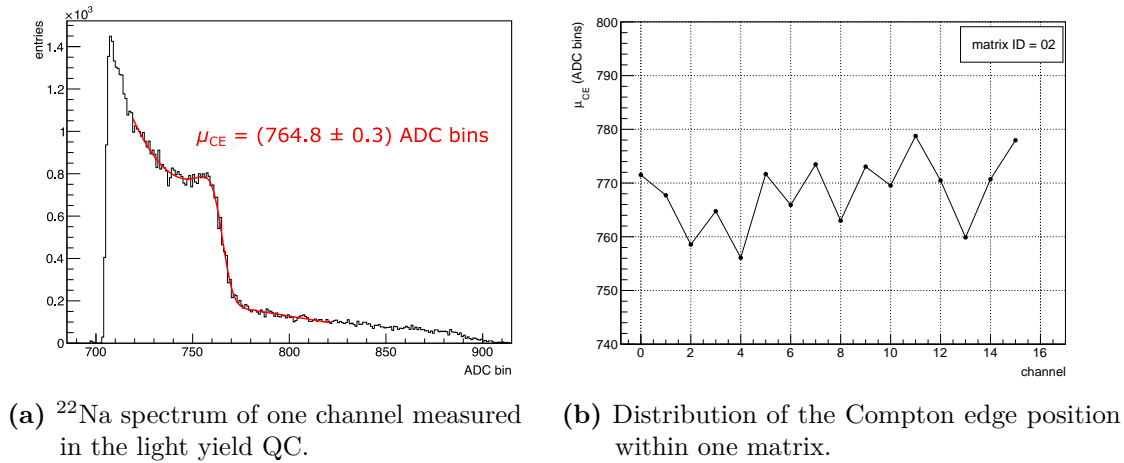 ×10³
entries
1.4
1.2
1
0.8
0.6
0.4
0.2
0
μCE = (764.8 ± 0.3) ADC bins
700 750 800 850 900
ADC bin
μCE (ADC bins)
800
790
780
770
760
750
740
matrix ID = 02
0 2 4 6 8 10 12 14 16
channel
(a) ²²Na spectrum of one channel measured
in the light yield QC.
(b) Distribution of the Compton edge position
within one matrix.